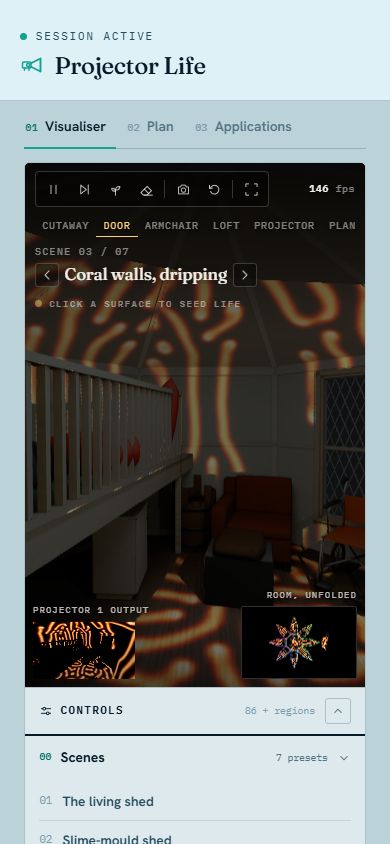 SESSION ACTIVE
Projector Life
01 Visualiser
02 Plan
03 Applications
146 fps
CUTAWAY DOOR ARMCHAIR LOFT PROJECTOR PLAN
SCENE 03 / 07
Coral walls, dripping
CLICK A SURFACE TO SEED LIFE
ROOM, UNFOLDED
PROJECTOR 1 OUTPUT
CONTROLS
86 + regions
00 Scenes
7 presets
01 The living shed
02 Slime-mould shed